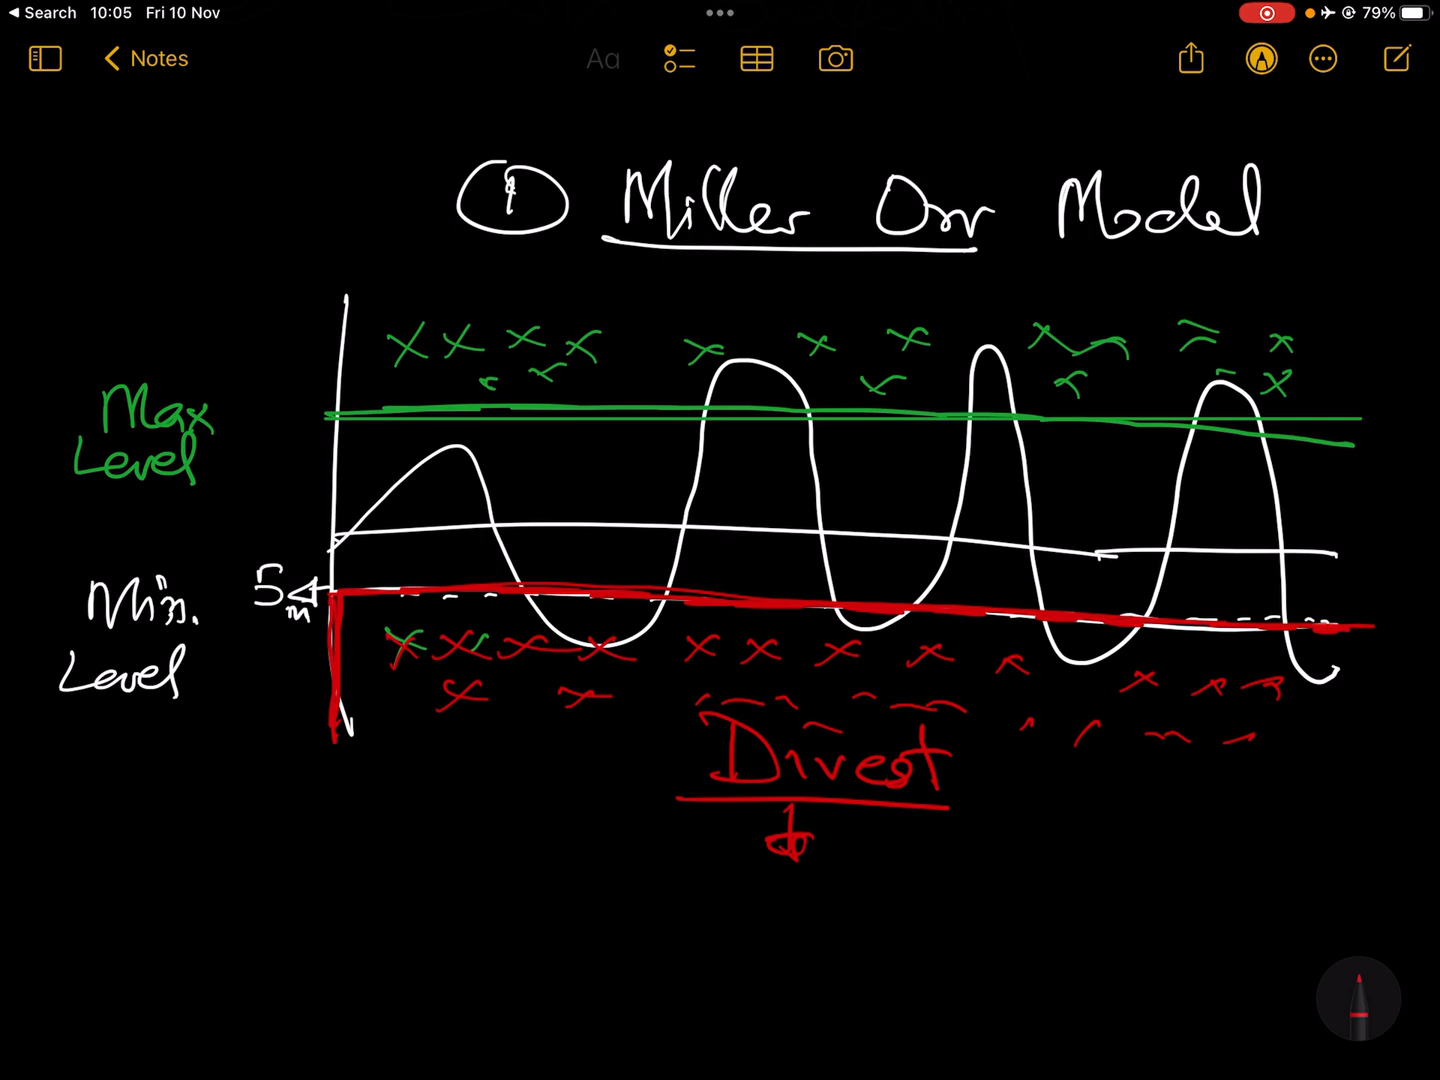 Search 10:05 Fri 10 Nov 79%
Notes Aa
1 Miller Orr Model
Max
Level
Min. 5m
Level
Divest